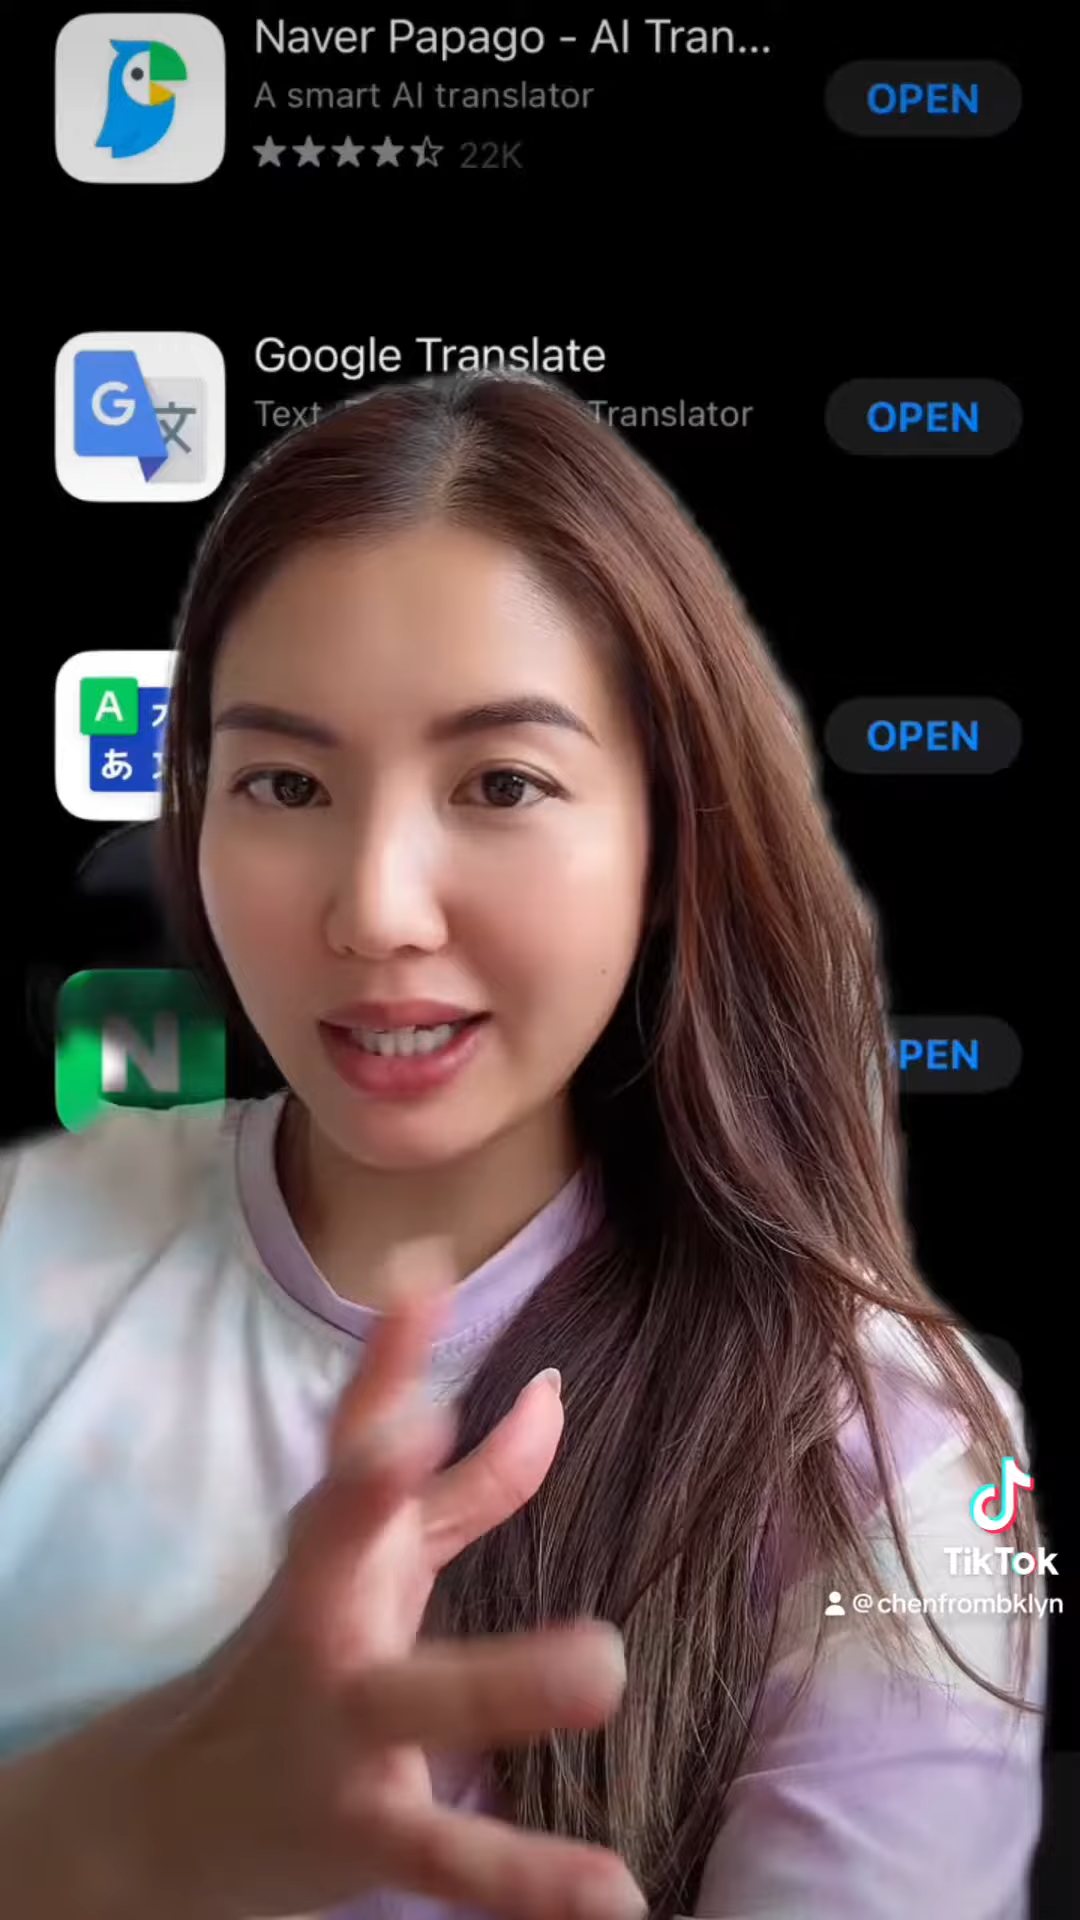 Naver Papago - AI Tran...
A smart AI translator
OPEN
22K
Google Translate
Text, Translator
OPEN
G
文
A
あ
OPEN
N
PEN
TikTok
@chenfrombklyn